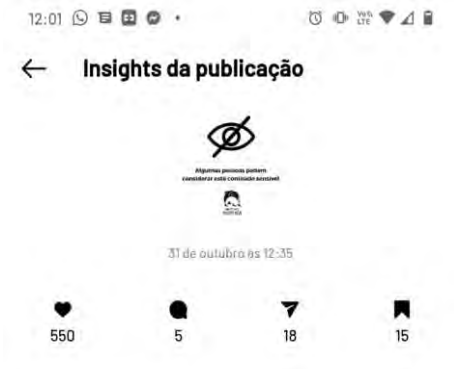 12:01
Insights da publicação
Algumas pessoas podem
considerar este conteúdo sensível
31 de outubro às 12:35
550 5 18 15